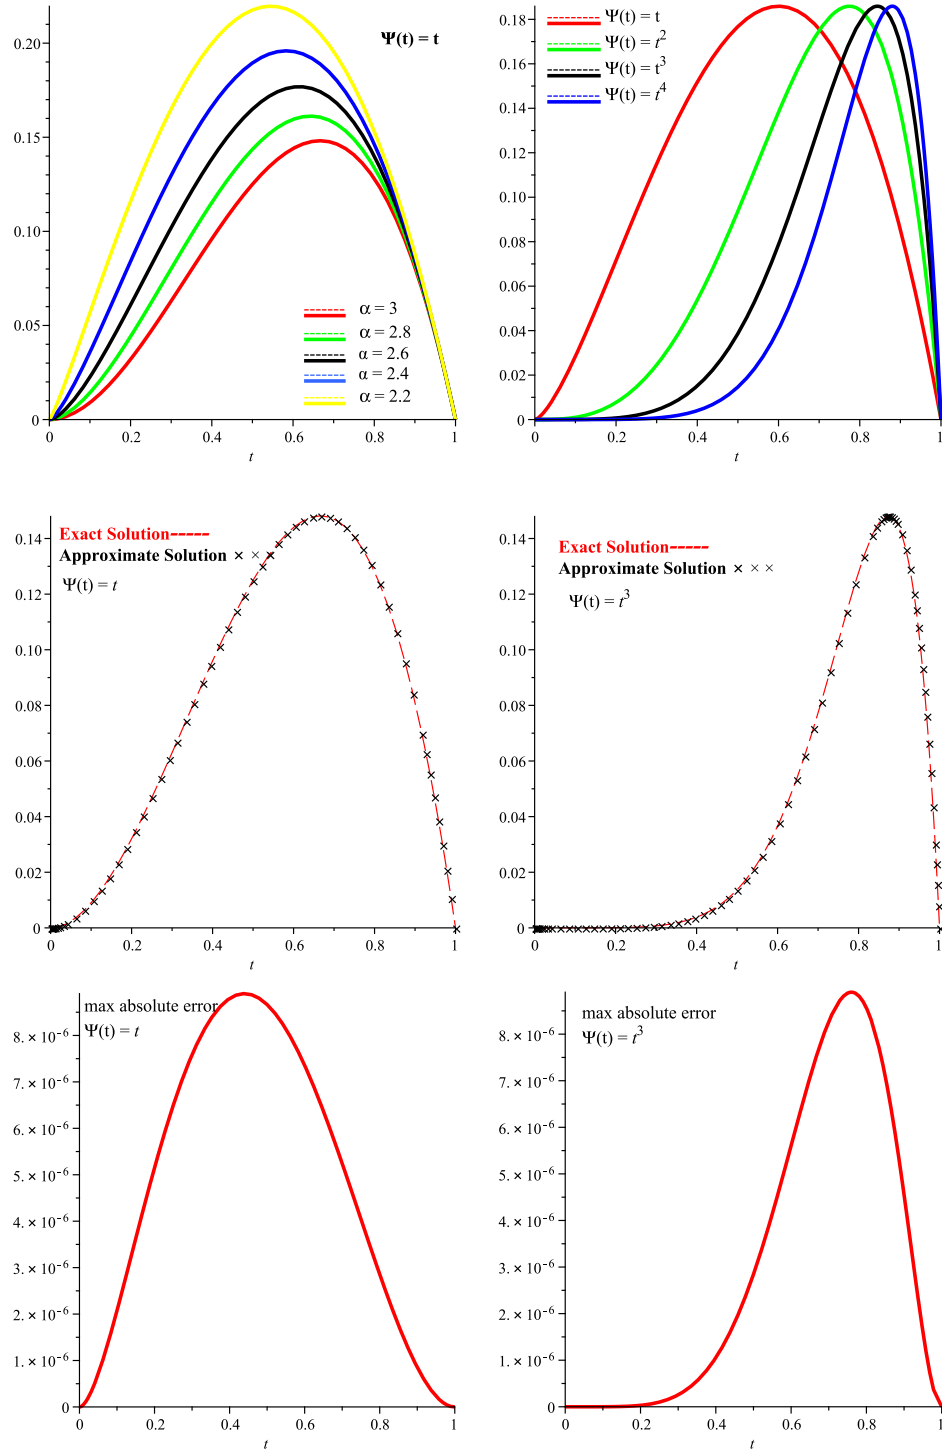 Ψ(t) = t
0.20
0.15
0.10
0.05
0
α = 3
α = 2.8
α = 2.6
α = 2.4
α = 2.2
0 0.2 0.4 0.6 0.8 1
t
Ψ(t) = t
Ψ(t) = t²
Ψ(t) = t³
Ψ(t) = t⁴
0.18
0.16
0.14
0.12
0.10
0.08
0.06
0.04
0.02
0
0 0.2 0.4 0.6 0.8 1
t
Exact Solution-----
Approximate Solution × × ×
Ψ(t) = t
0.14
0.12
0.10
0.08
0.06
0.04
0.02
0
0 0.2 0.4 0.6 0.8 1
t
Exact Solution-----
Approximate Solution × × ×
Ψ(t) = t³
0.14
0.12
0.10
0.08
0.06
0.04
0.02
0
0 0.2 0.4 0.6 0.8 1
t
max absolute error
Ψ(t) = t
8. × 10⁻⁶
7. × 10⁻⁶
6. × 10⁻⁶
5. × 10⁻⁶
4. × 10⁻⁶
3. × 10⁻⁶
2. × 10⁻⁶
1. × 10⁻⁶
0
0 0.2 0.4 0.6 0.8 1
t
max absolute error
Ψ(t) = t³
8. × 10⁻⁶
7. × 10⁻⁶
6. × 10⁻⁶
5. × 10⁻⁶
4. × 10⁻⁶
3. × 10⁻⁶
2. × 10⁻⁶
1. × 10⁻⁶
0
0 0.2 0.4 0.6 0.8 1
t